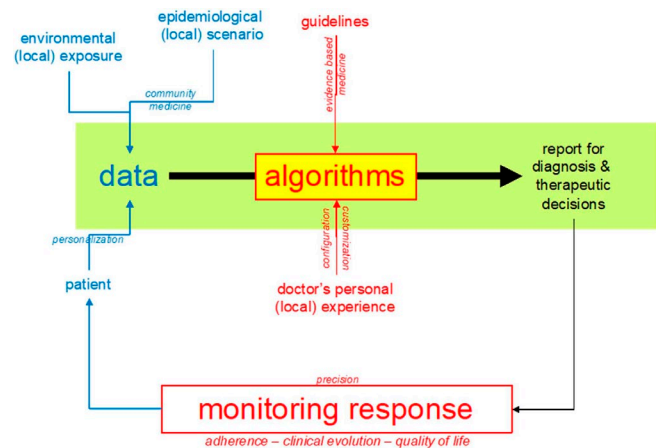 environmental
(local) exposure
epidemiological
(local) scenario
guidelines
community
medicine
evidence based
medicine
data
algorithms
report for
diagnosis &
therapeutic
decisions
personalization
configuration
customization
patient
doctor's personal
(local) experience
precision
monitoring response
adherence – clinical evolution – quality of life